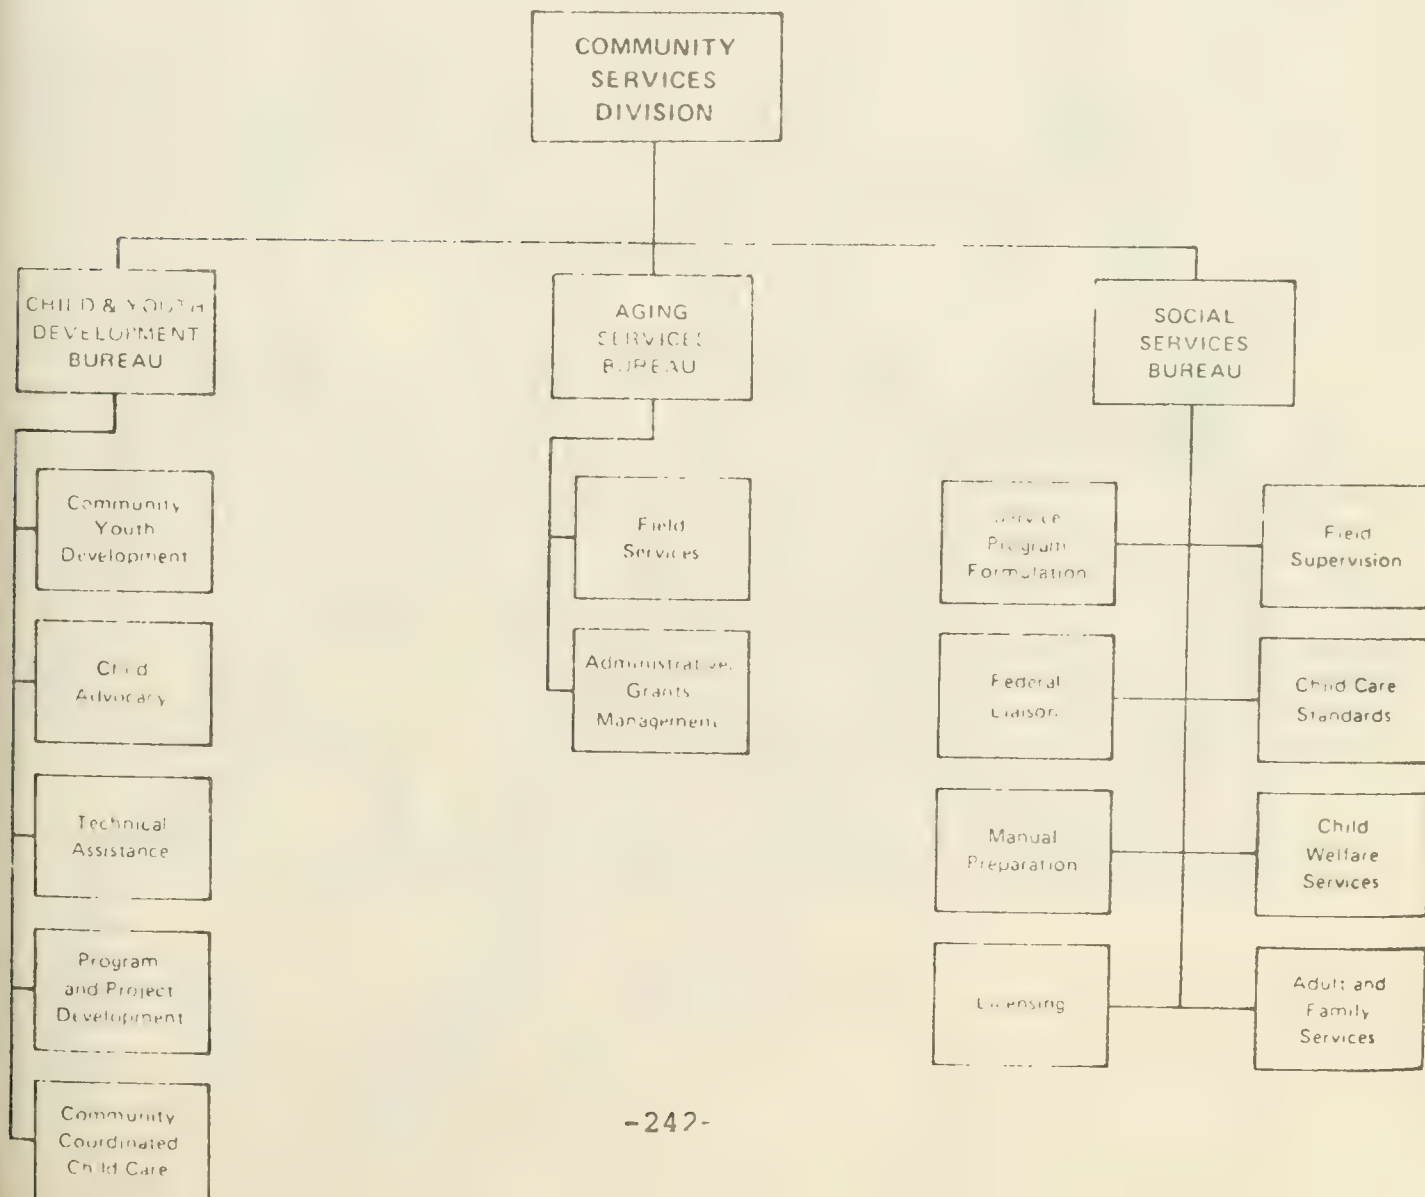 COMMUNITY
SERVICES
DIVISION
CHILD & YOUTH
DEVELOPMENT
BUREAU
AGING
SERVICES
BUREAU
SOCIAL
SERVICES
BUREAU
Community
Youth
Development
Child
Advocacy
Technical
Assistance
Program
and Project
Development
Community
Coordinated
Child Care
Field
Services
Administrative,
Grants
Management
Service
Program
Formulation
Field
Supervision
Federal
Liaison
Child Care
Standards
Manual
Preparation
Child
Welfare
Services
Licensing
Adult and
Family
Services
-242-